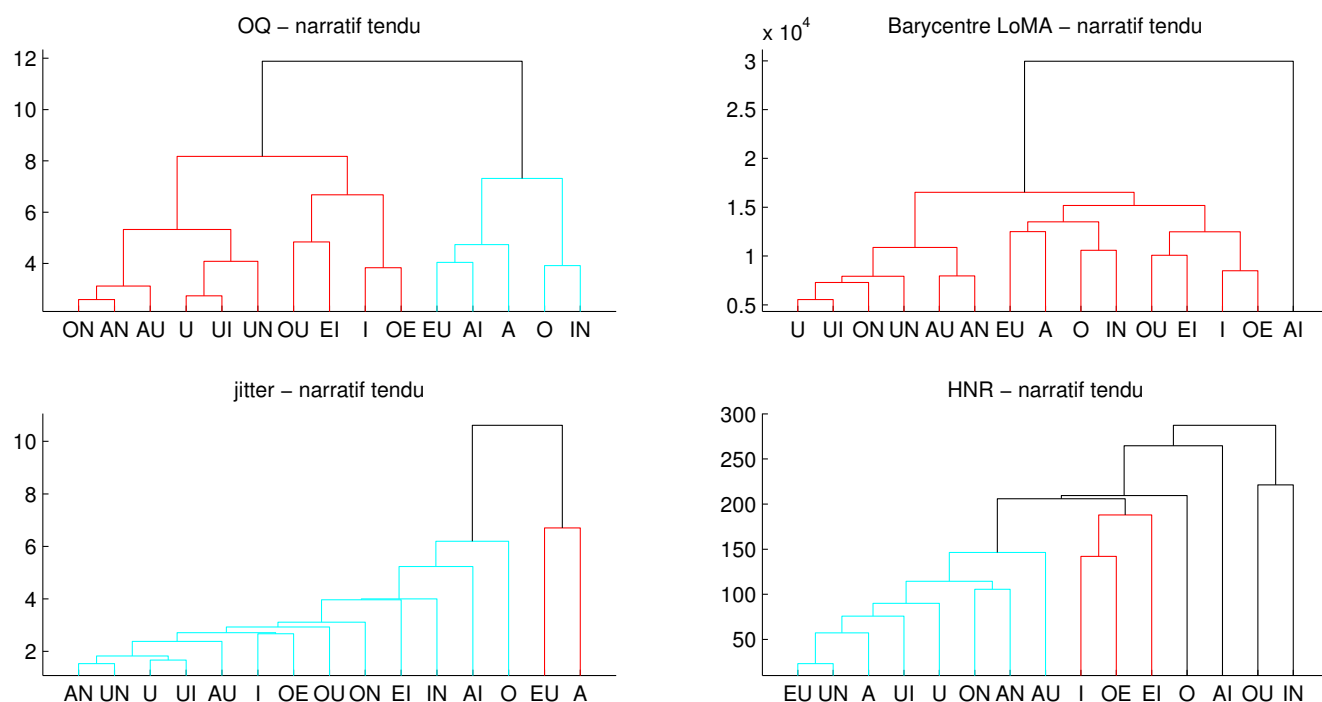 OQ – narratif tendu
12
10
8
6
4
ON AN AU U UI UN OU EI I OE EU AI A O IN
Barycentre LoMA – narratif tendu
x 10^4
3
2.5
2
1.5
1
0.5
U UI ON UN AU AN EU A O IN OU EI I OE AI
jitter – narratif tendu
10
8
6
4
2
AN UN U UI AU I OE OU ON EI IN AI O EU A
HNR – narratif tendu
300
250
200
150
100
50
EU UN A UI U ON AN AU I OE EI O AI OU IN